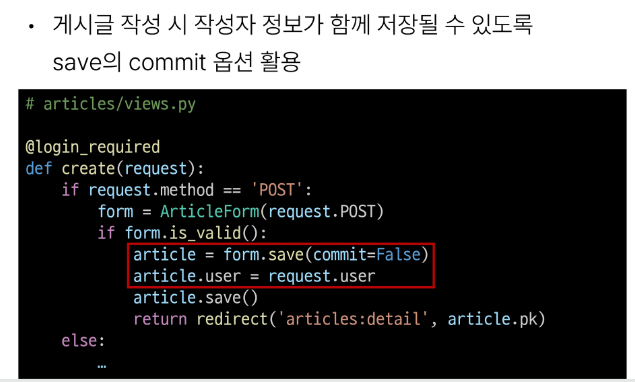 • 게시글 작성 시 작성자 정보가 함께 저장될 수 있도록
save의 commit 옵션 활용
# articles/views.py
@login_required
def create(request):
    if request.method == 'POST':
        form = ArticleForm(request.POST)
        if form.is_valid():
            article = form.save(commit=False)
            article.user = request.user
            article.save()
            return redirect('articles:detail', article.pk)
    else:
        …